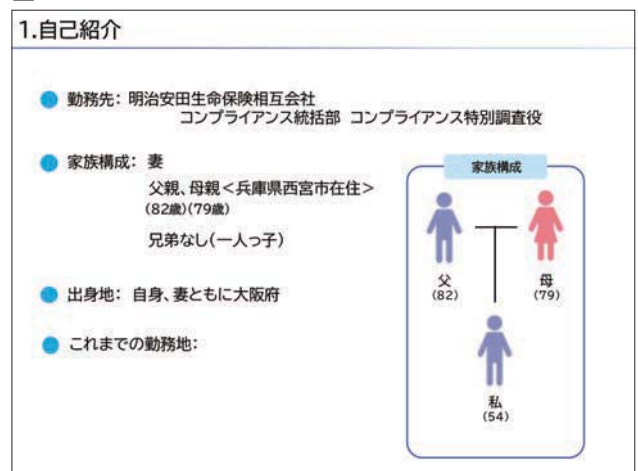 1.自己紹介
勤務先: 明治安田生命保険相互会社
コンプライアンス統括部 コンプライアンス特別調査役
家族構成: 妻
父親、母親<兵庫県西宮市在住>
(82歳)(79歳)
兄弟なし(一人っ子)
出身地: 自身、妻ともに大阪府
これまでの勤務地:
家族構成
父 母
(82) (79)
私
(54)